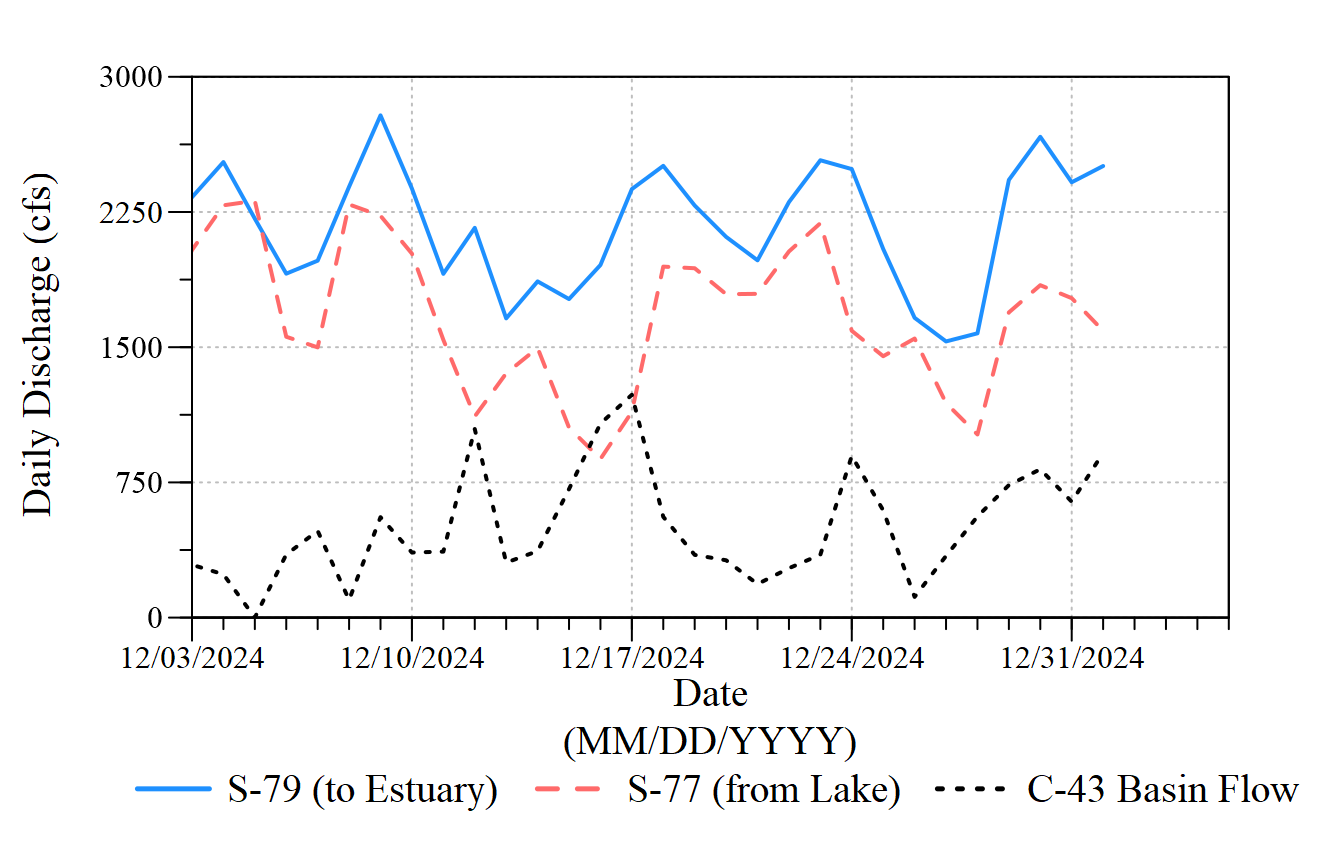 3000
2250
1500
750
0
Daily Discharge (cfs)
12/03/2024 12/10/2024 12/17/2024 12/24/2024 12/31/2024
Date
(MM/DD/YYYY)
S-79 (to Estuary) S-77 (from Lake) C-43 Basin Flow